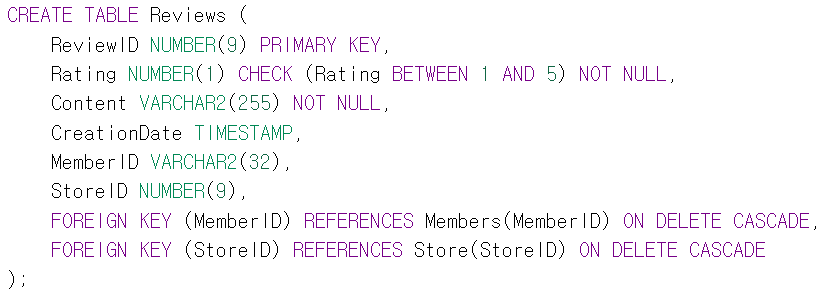 CREATE TABLE Reviews (
    ReviewID NUMBER(9) PRIMARY KEY,
    Rating NUMBER(1) CHECK (Rating BETWEEN 1 AND 5) NOT NULL,
    Content VARCHAR2(255) NOT NULL,
    CreationDate TIMESTAMP,
    MemberID VARCHAR2(32),
    StoreID NUMBER(9),
    FOREIGN KEY (MemberID) REFERENCES Members(MemberID) ON DELETE CASCADE,
    FOREIGN KEY (StoreID) REFERENCES Store(StoreID) ON DELETE CASCADE
);